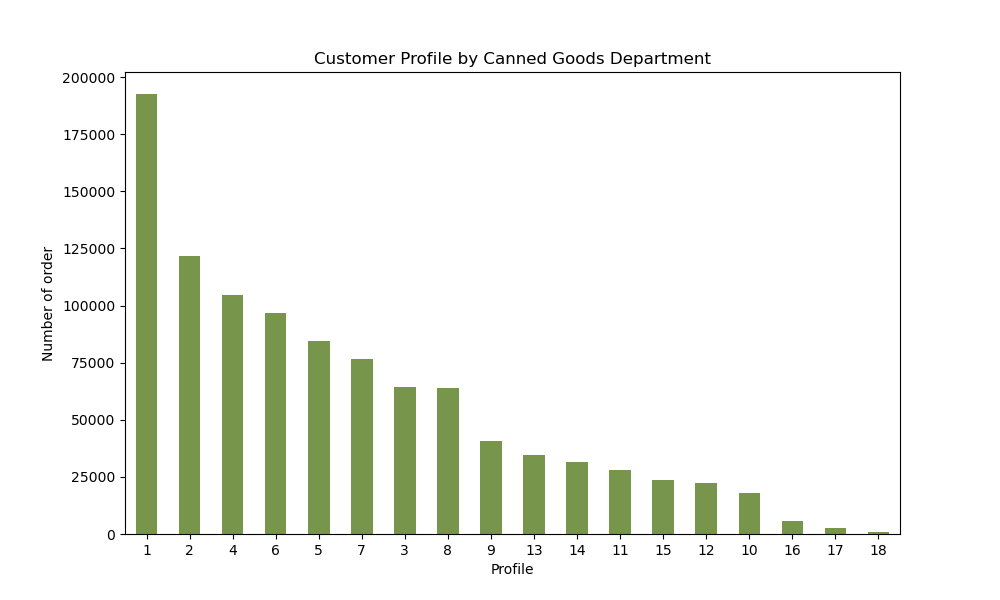 Customer Profile by Canned Goods Department
200000
175000
150000
125000
100000
75000
50000
25000
0
Number of order
1 2 4 6 5 7 3 8 9 13 14 11 15 12 10 16 17 18
Profile